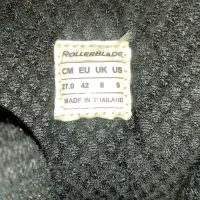 ROLLERBLADE
CM EU UK US
27.0 42 8 9
MADE IN THAILAND